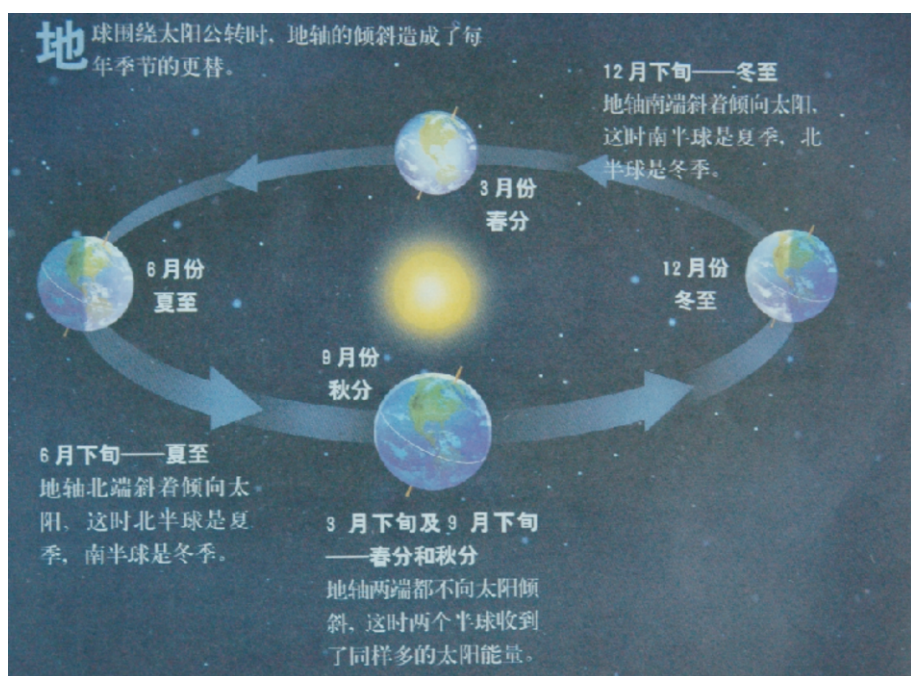 地球围绕太阳公转时，地轴的倾斜造成了每
年季节的更替。
12 月下旬——冬至
地轴南端斜着倾向太阳，
这时南半球是夏季，北
半球是冬季。
3 月份
春分
6 月份
夏至
12 月份
冬至
9 月份
秋分
6 月下旬——夏至
地轴北端斜着倾向太
阳，这时北半球是夏
季，南半球是冬季。
3 月下旬及 9 月下旬
——春分和秋分
地轴两端都不向太阳倾
斜，这时两个半球收到
了同样多的太阳能量。